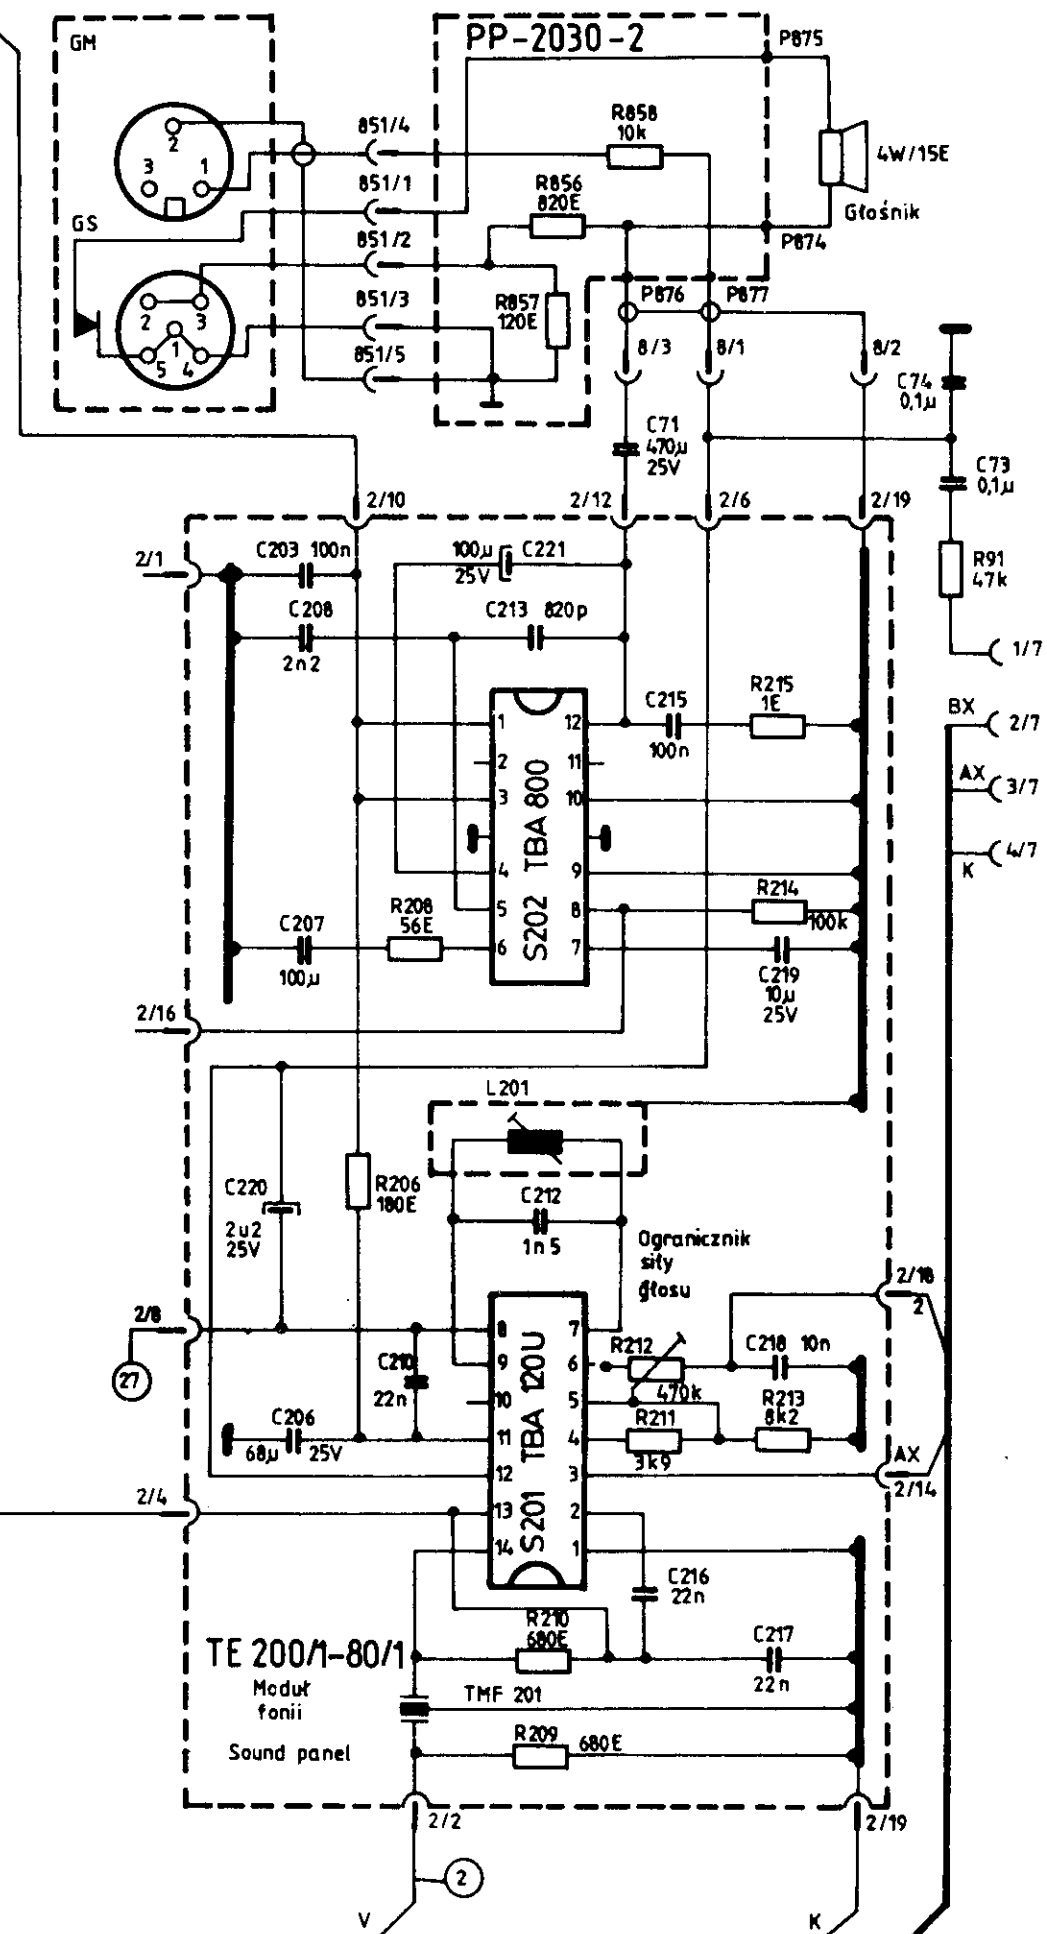 GM
PP-2030-2
P875
2
3
1
851/4
R858
10k
4W/15E
851/1
R856
820E
Głośnik
GS
851/2
P874
2
3
1
5
4
851/3
R857
120E
P876
P877
851/5
8/3
8/1
8/2
C74
0,1µ
C71
470µ
25V
C73
0,1µ
2/10
2/12
2/6
2/19
2/1
C203 100n
100µ
25V
C221
R91
47k
C208
2n2
C213 820p
1/7
C215
100n
R215
1E
BX
2/7
1
12
2
11
AX
3/7
3
10
S202 TBA 800
4/7
K
4
9
R208
56E
5
8
R214
100k
C207
100µ
6
7
C219
10µ
25V
2/16
L201
C220
2u2
25V
R206
180E
C212
1n5
Ogranicznik
siły
głosu
2/18
2
2/8
8
7
27
C210
22n
9
6
R212
470k
C218 10n
S201 TBA 120U
10
5
R211
3k9
R213
8k2
C206
68µ 25V
11
4
AX
12
3
2/14
2/4
13
2
14
1
C216
22n
R210
680E
C217
22n
TE 200/1-80/1
Moduł
fonii
TMF 201
Sound panel
R209 680E
2/2
2/19
2
V
K